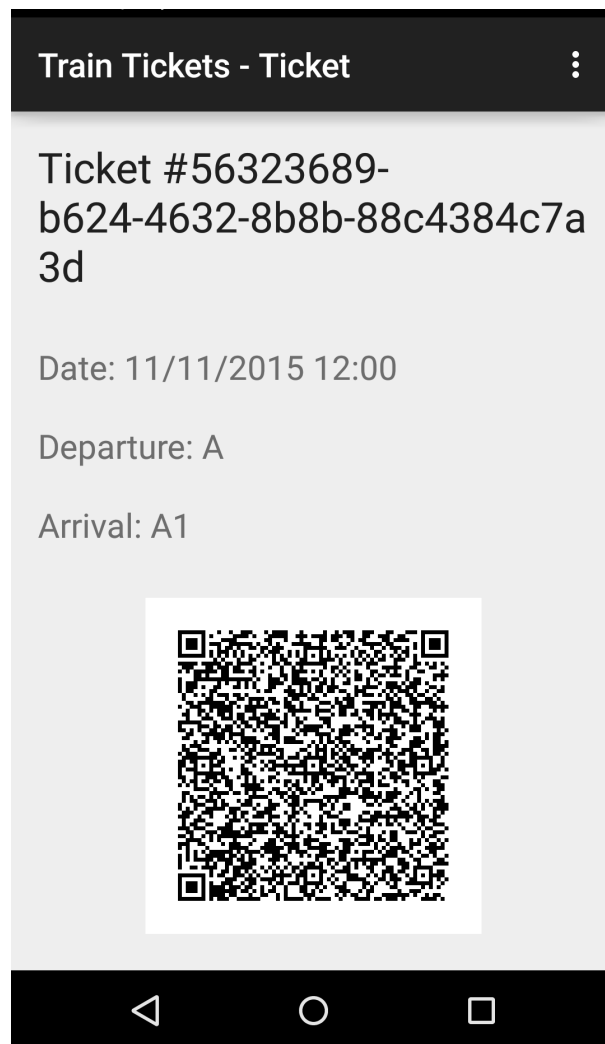 Train Tickets - Ticket
Ticket #56323689-
b624-4632-8b8b-88c4384c7a
3d
Date: 11/11/2015 12:00
Departure: A
Arrival: A1